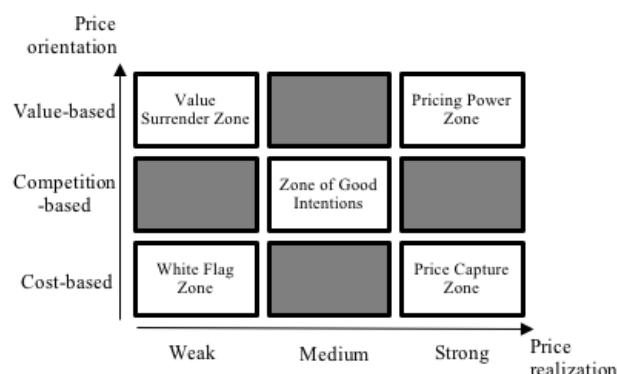 Price
orientation
Value-based
Value
Surrender Zone
Pricing Power
Zone
Competition
-based
Zone of Good
Intentions
Cost-based
White Flag
Zone
Price Capture
Zone
Weak
Medium
Strong
Price
realization